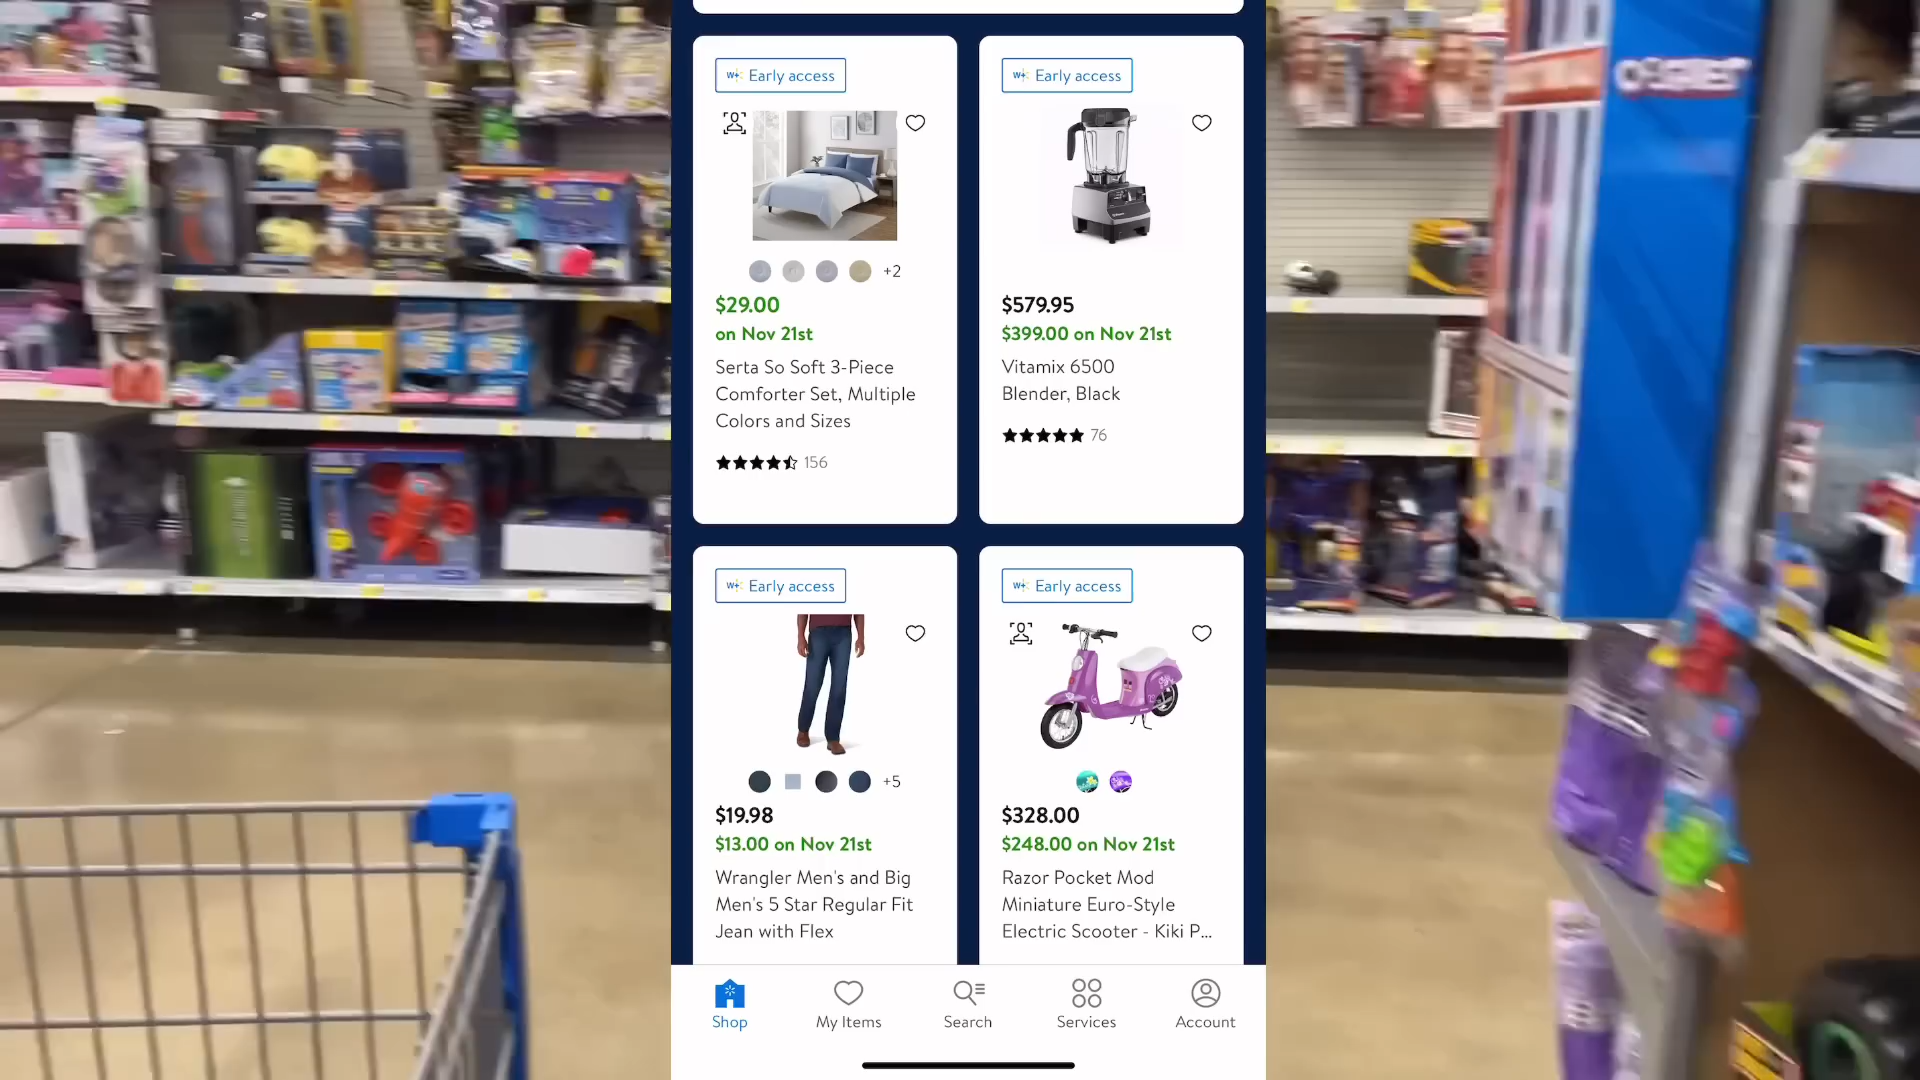 W+ Early access
$29.00
on Nov 21st
Serta So Soft 3-Piece
Comforter Set, Multiple
Colors and Sizes
156
+2
W+ Early access
$579.95
$399.00 on Nov 21st
Vitamix 6500
Blender, Black
76
W+ Early access
+5
$19.98
$13.00 on Nov 21st
Wrangler Men's and Big
Men's 5 Star Regular Fit
Jean with Flex
W+ Early access
$328.00
$248.00 on Nov 21st
Razor Pocket Mod
Miniature Euro-Style
Electric Scooter - Kiki P...
Shop
My Items
Search
Services
Account